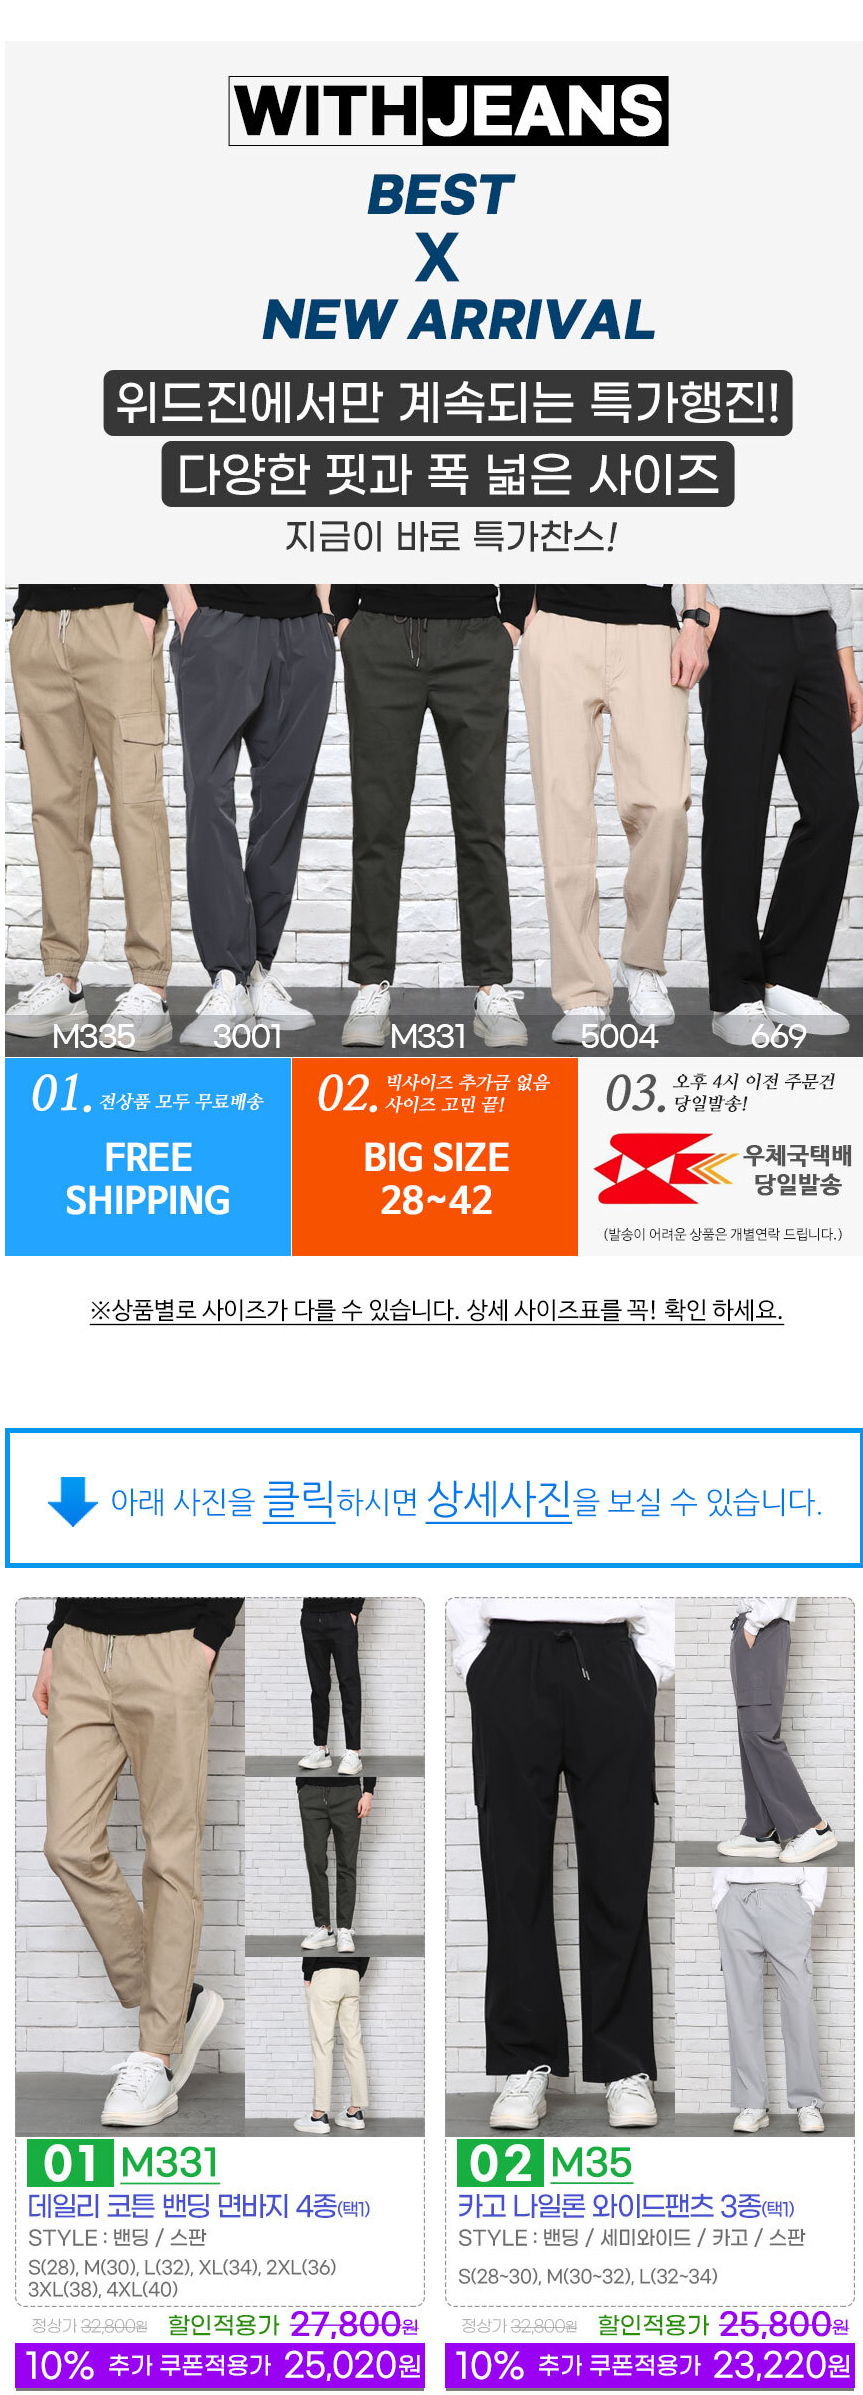 WITHJEANS
BEST
X
NEW ARRIVAL
위드진에서만 계속되는 특가행진!
다양한 핏과 폭 넓은 사이즈
지금이 바로 특가찬스!
M335 3001 M331 5004 669
01. 전상품 모두 무료배송
FREE
SHIPPING
02. 빅사이즈 추가금 없음
사이즈 고민 끝!
BIG SIZE
28~42
03. 오후 4시 이전 주문건
당일발송!
우체국택배
당일발송
(발송이 어려운 상품은 개별연락 드립니다.)
※상품별로 사이즈가 다를 수 있습니다. 상세 사이즈표를 꼭! 확인 하세요.
아래 사진을 클릭하시면 상세사진을 보실 수 있습니다.
01 M331
데일리 코튼 밴딩 면바지 4종(택1)
STYLE : 밴딩 / 스판
S(28), M(30), L(32), XL(34), 2XL(36)
3XL(38), 4XL(40)
정상가 32,800원 할인적용가 27,800원
10% 추가 쿠폰적용가 25,020원
02 M35
카고 나일론 와이드팬츠 3종(택1)
STYLE : 밴딩 / 세미와이드 / 카고 / 스판
S(28~30), M(30~32), L(32~34)
정상가 32,800원 할인적용가 25,800원
10% 추가 쿠폰적용가 23,220원